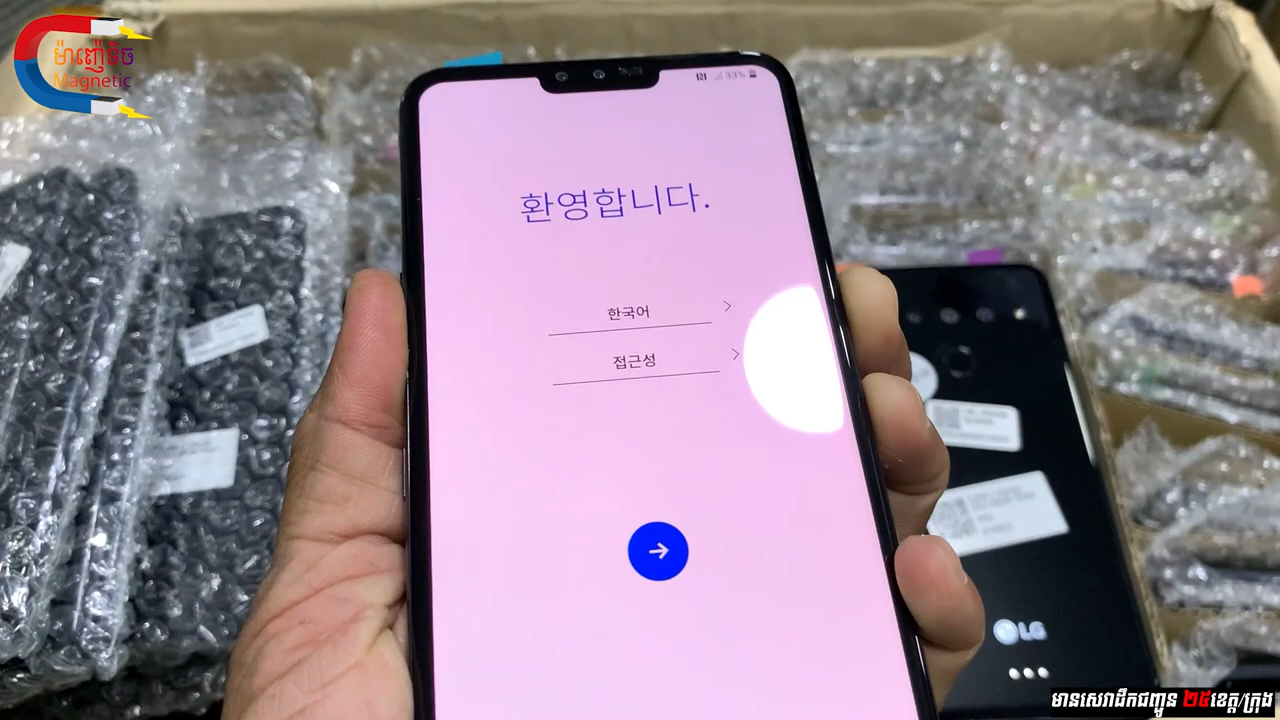 ម៉ាញ៉េទិច
Magnetic
33%
환영합니다.
한국어
접근성
LG
មានសេវាដឹកជញ្ជូន ២៥ខេត្ត/ក្រុង